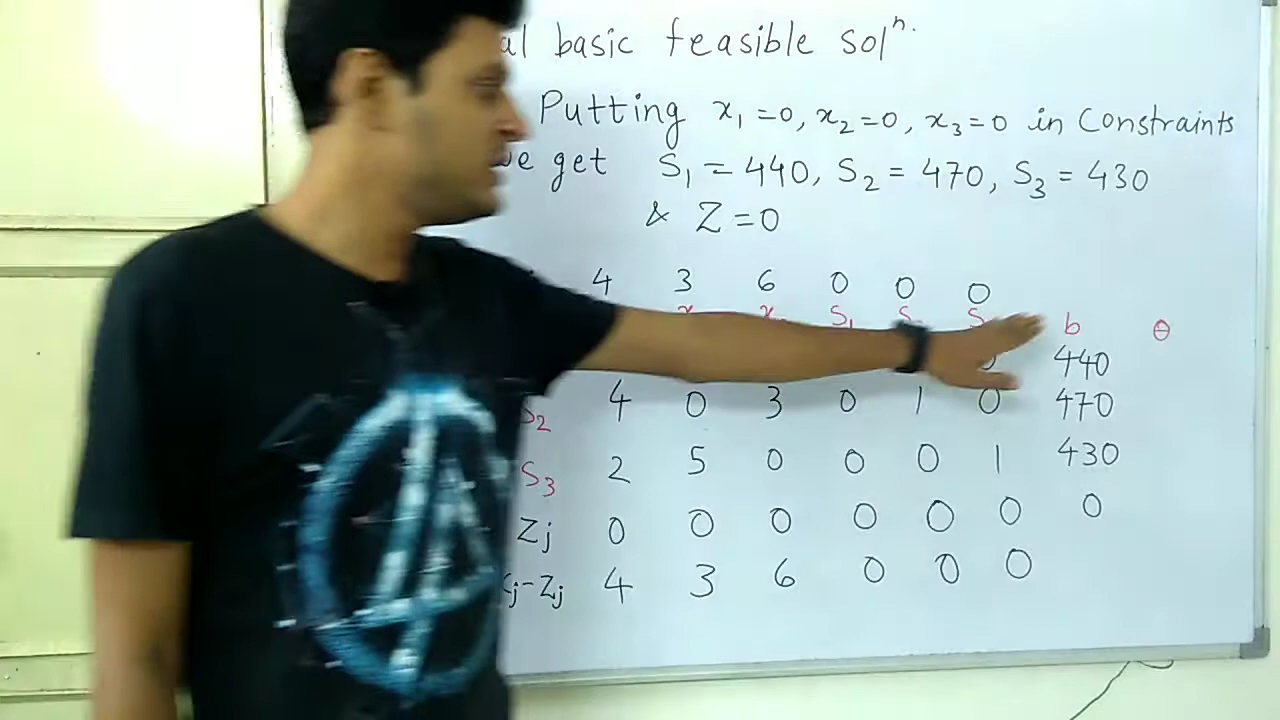 basic feasible solⁿ.
Putting x₁ =0, x₂ =0, x₃ =0 in Constraints
get S₁ = 440, S₂ = 470, S₃ = 430
& Z = 0
4 3 6 0 0 0
S₁ b θ
440
S₂ 4 0 3 0 1 0 470
S₃ 2 5 0 0 0 1 430
Zj 0 0 0 0 0 0 0
Cj-Zj 4 3 6 0 0 0